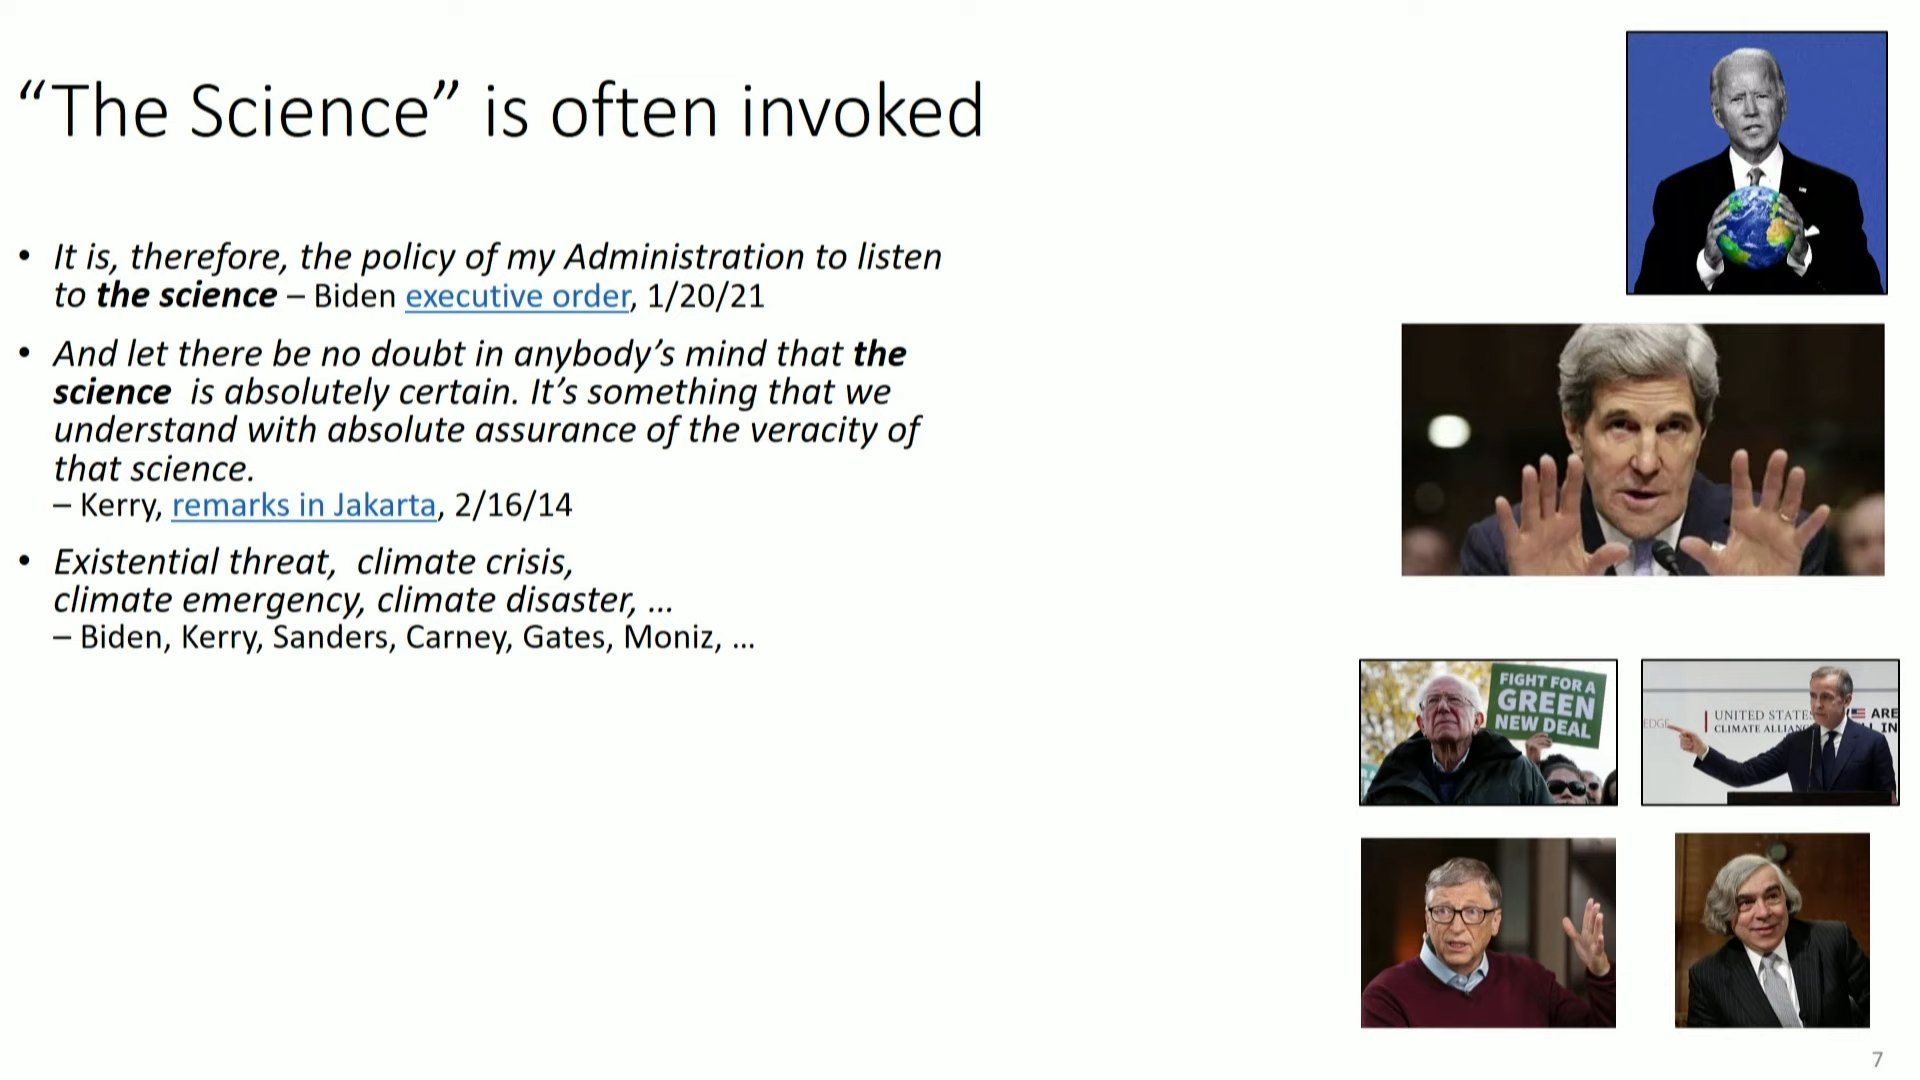 “The Science” is often invoked
• It is, therefore, the policy of my Administration to listen
to the science – Biden executive order, 1/20/21
• And let there be no doubt in anybody’s mind that the
science is absolutely certain. It’s something that we
understand with absolute assurance of the veracity of
that science.
– Kerry, remarks in Jakarta, 2/16/14
• Existential threat, climate crisis,
climate emergency, climate disaster, ...
– Biden, Kerry, Sanders, Carney, Gates, Moniz, ...
FIGHT FOR A
GREEN
NEW DEAL
EDGE
UNITED STATES
CLIMATE ALLIAN
ARE
IN
7